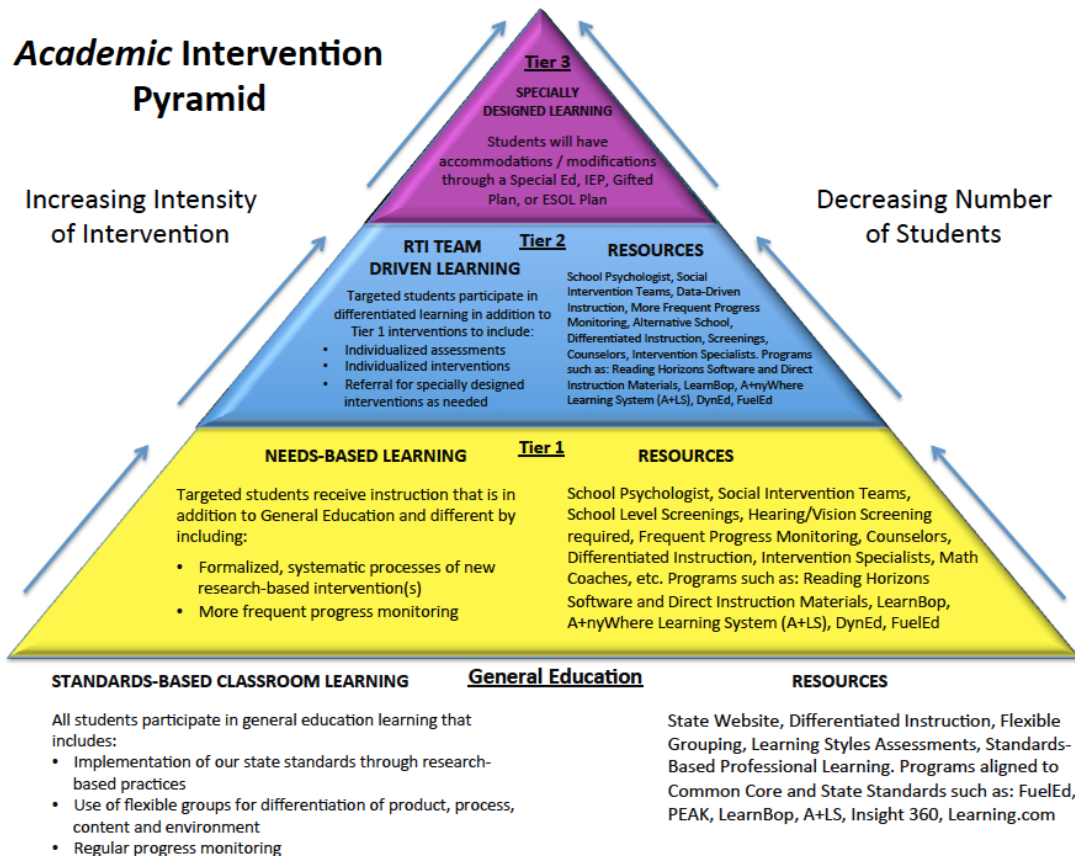 Academic Intervention
Pyramid
Increasing Intensity
of Intervention
Decreasing Number
of Students
Tier 3
SPECIALLY
DESIGNED LEARNING
Students will have
accommodations / modifications
through a Special Ed, IEP, Gifted
Plan, or ESOL Plan
Tier 2
RTI TEAM
DRIVEN LEARNING
Targeted students participate in
differentiated learning in addition to
Tier 1 interventions to include:
• Individualized assessments
• Individualized interventions
• Referral for specially designed
interventions as needed
RESOURCES
School Psychologist, Social
Intervention Teams, Data-Driven
Instruction, More Frequent Progress
Monitoring, Alternative School,
Differentiated Instruction, Screenings,
Counselors, Intervention Specialists. Programs
such as: Reading Horizons Software and Direct
Instruction Materials, LearnBop, A+nyWhere
Learning System (A+LS), DynEd, FuelEd
Tier 1
NEEDS-BASED LEARNING
Targeted students receive instruction that is in
addition to General Education and different by
including:
• Formalized, systematic processes of new
research-based intervention(s)
• More frequent progress monitoring
RESOURCES
School Psychologist, Social Intervention Teams,
School Level Screenings, Hearing/Vision Screening
required, Frequent Progress Monitoring, Counselors,
Differentiated Instruction, Intervention Specialists, Math
Coaches, etc. Programs such as: Reading Horizons
Software and Direct Instruction Materials, LearnBop,
A+nyWhere Learning System (A+LS), DynEd, FuelEd
General Education
STANDARDS-BASED CLASSROOM LEARNING
All students participate in general education learning that
includes:
• Implementation of our state standards through research-
based practices
• Use of flexible groups for differentiation of product, process,
content and environment
• Regular progress monitoring
RESOURCES
State Website, Differentiated Instruction, Flexible
Grouping, Learning Styles Assessments, Standards-
Based Professional Learning. Programs aligned to
Common Core and State Standards such as: FuelEd,
PEAK, LearnBop, A+LS, Insight 360, Learning.com